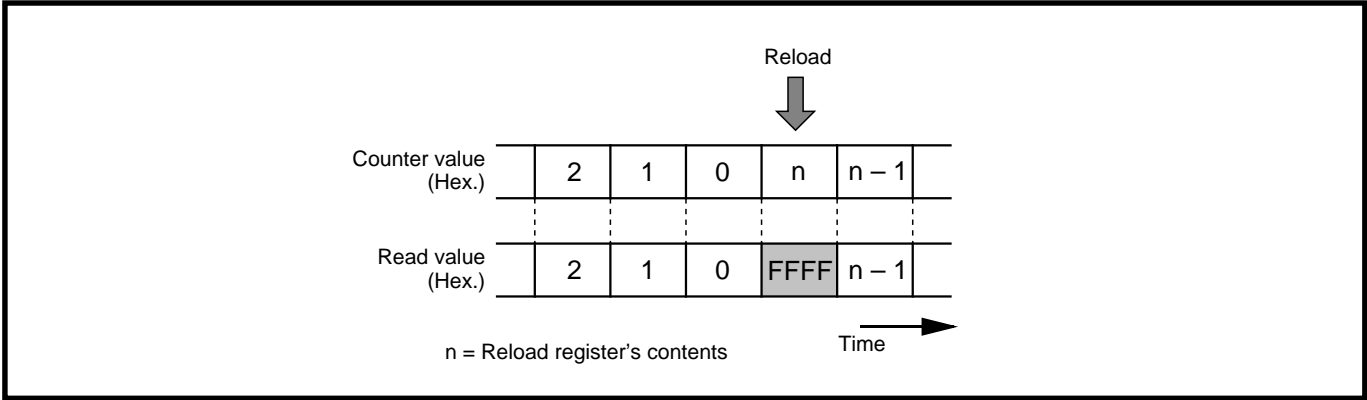 Reload
Counter value
(Hex.)
2 1 0 n n – 1
Read value
(Hex.)
2 1 0 FFFF n – 1
Time
n = Reload register's contents